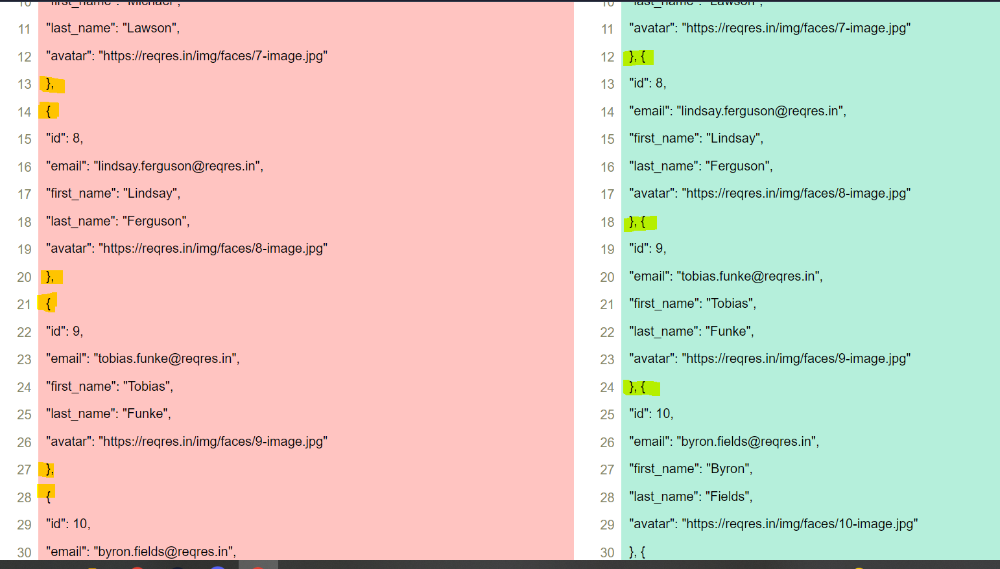 10 "first_name": "Michael",
11 "last_name": "Lawson",
12 "avatar": "https://reqres.in/img/faces/7-image.jpg"
13 },
14 {
15 "id": 8,
16 "email": "lindsay.ferguson@reqres.in",
17 "first_name": "Lindsay",
18 "last_name": "Ferguson",
19 "avatar": "https://reqres.in/img/faces/8-image.jpg"
20 },
21 {
22 "id": 9,
23 "email": "tobias.funke@reqres.in",
24 "first_name": "Tobias",
25 "last_name": "Funke",
26 "avatar": "https://reqres.in/img/faces/9-image.jpg"
27 },
28 {
29 "id": 10,
30 "email": "byron.fields@reqres.in",
10 "last_name": "Lawson",
11 "avatar": "https://reqres.in/img/faces/7-image.jpg"
12 }, {
13 "id": 8,
14 "email": "lindsay.ferguson@reqres.in",
15 "first_name": "Lindsay",
16 "last_name": "Ferguson",
17 "avatar": "https://reqres.in/img/faces/8-image.jpg"
18 }, {
19 "id": 9,
20 "email": "tobias.funke@reqres.in",
21 "first_name": "Tobias",
22 "last_name": "Funke",
23 "avatar": "https://reqres.in/img/faces/9-image.jpg"
24 }, {
25 "id": 10,
26 "email": "byron.fields@reqres.in",
27 "first_name": "Byron",
28 "last_name": "Fields",
29 "avatar": "https://reqres.in/img/faces/10-image.jpg"
30 }, {